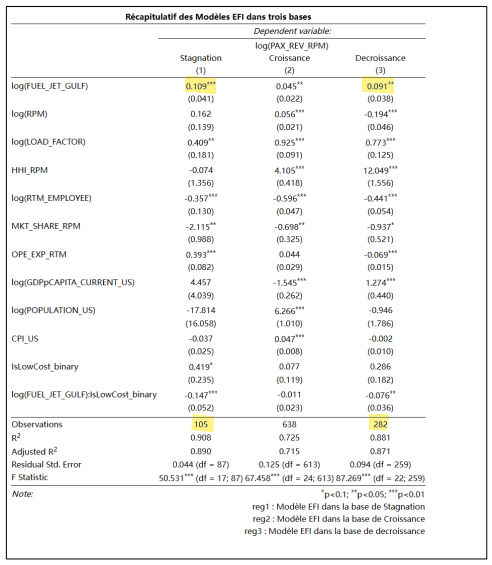 Récapitulatif des Modèles EFI dans trois bases
Dependent variable:
log(PAX_REV_RPM)
Stagnation Croissance Decroissance
(1) (2) (3)
log(FUEL_JET_GULF) 0.109*** 0.045** 0.091**
(0.041) (0.022) (0.038)
log(RPM) 0.162 0.056*** -0.194***
(0.139) (0.021) (0.046)
log(LOAD_FACTOR) 0.409** 0.925*** 0.773***
(0.181) (0.091) (0.125)
HHI_RPM -0.074 4.105*** 12.049***
(1.356) (0.418) (1.556)
log(RTM_EMPLOYEE) -0.357*** -0.596*** -0.441***
(0.130) (0.047) (0.054)
MKT_SHARE_RPM -2.115** -0.698** -0.937*
(0.988) (0.325) (0.521)
OPE_EXP_RTM 0.393*** 0.044 -0.069***
(0.082) (0.029) (0.015)
log(GDPpCAPITA_CURRENT_US) 4.457 -1.545*** 1.274***
(4.039) (0.262) (0.440)
log(POPULATION_US) -17.814 6.266*** -0.946
(16.058) (1.010) (1.786)
CPI_US -0.037 0.047*** -0.002
(0.025) (0.008) (0.010)
IsLowCost_binary 0.419* 0.077 0.286
(0.235) (0.119) (0.182)
log(FUEL_JET_GULF):IsLowCost_binary -0.147*** -0.011 -0.076**
(0.052) (0.023) (0.036)
Observations 105 638 282
R2 0.908 0.725 0.881
Adjusted R2 0.890 0.715 0.871
Residual Std. Error 0.044 (df = 87) 0.125 (df = 613) 0.094 (df = 259)
F Statistic 50.531*** (df = 17; 87) 67.458*** (df = 24; 613) 87.269*** (df = 22; 259)
Note: *p<0.1; **p<0.05; ***p<0.01
reg1 : Modèle EFI dans la base de Stagnation
reg2 : Modèle EFI dans la base de Croissance
reg3 : Modèle EFI dans la base de decroissance